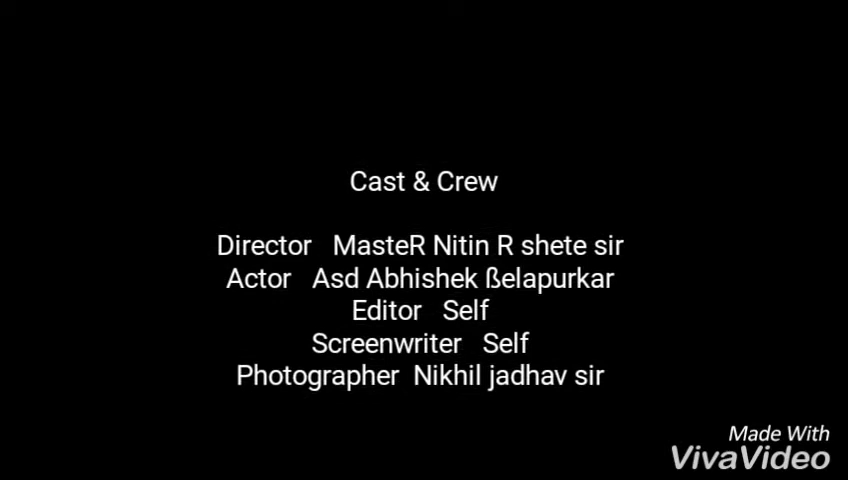 Cast & Crew
Director MasteR Nitin R shete sir
Actor Asd Abhishek ßelapurkar
Editor Self
Screenwriter Self
Photographer Nikhil jadhav sir
Made With
VivaVideo